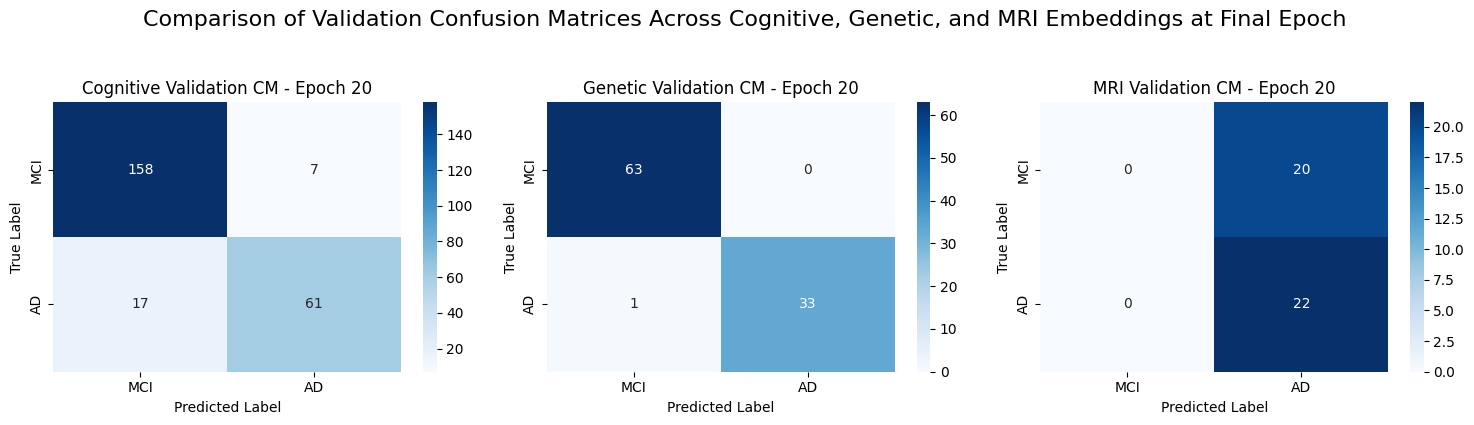 Comparison of Validation Confusion Matrices Across Cognitive, Genetic, and MRI Embeddings at Final Epoch
Cognitive Validation CM - Epoch 20
True Label
MCI
AD
158
7
17
61
MCI
AD
Predicted Label
140
120
100
80
60
40
20
Genetic Validation CM - Epoch 20
True Label
MCI
AD
63
0
1
33
MCI
AD
Predicted Label
60
50
40
30
20
10
0
MRI Validation CM - Epoch 20
True Label
MCI
AD
0
20
0
22
MCI
AD
Predicted Label
20.0
17.5
15.0
12.5
10.0
7.5
5.0
2.5
0.0